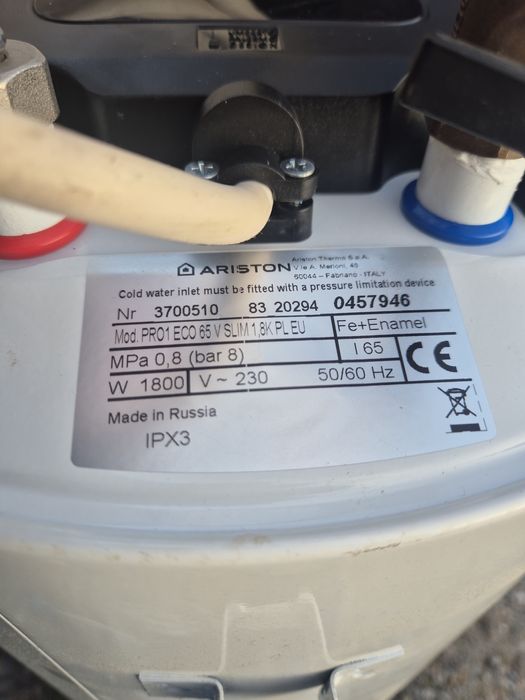 ARISTON Ariston Thermo S.p.A.
V.le A. Merloni, 45
60044 – Fabriano - ITALY
Cold water inlet must be fitted with a pressure limitation device
Nr 3700510 83 20294 0457946
Mod. PRO1 ECO 65 V SLIM 1,8K PL EU Fe+Enamel
MPa 0,8 (bar 8) I 65 CE
W 1800 V ~ 230 50/60 Hz
Made in Russia
IPX3